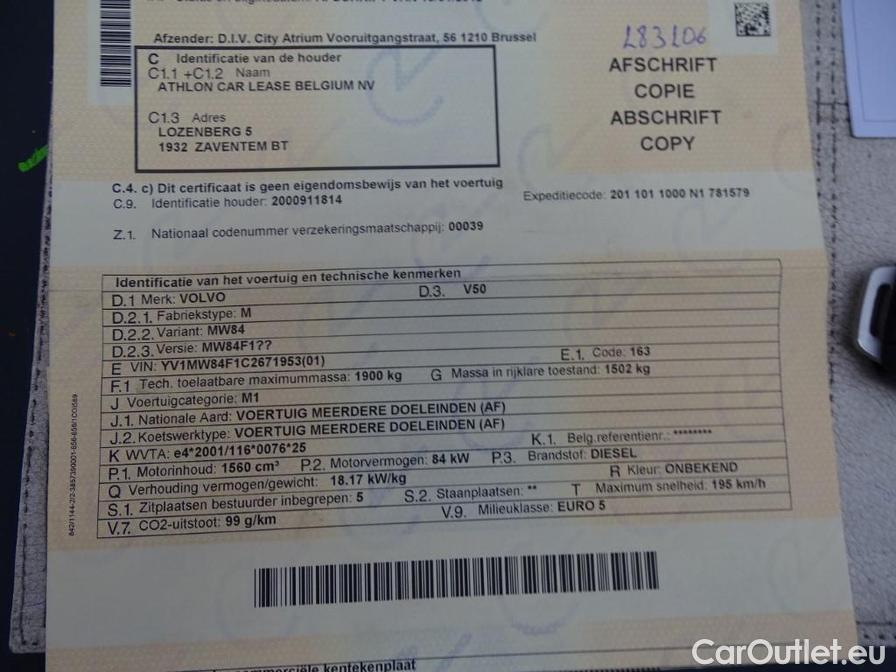 Afzender: D.I.V. City Atrium Vooruitgangstraat, 56 1210 Brussel
283206
C Identificatie van de houder
C1.1 +C1.2 Naam
ATHLON CAR LEASE BELGIUM NV
C1.3 Adres
LOZENBERG 5
1932 ZAVENTEM BT
AFSCHRIFT
COPIE
ABSCHRIFT
COPY
C.4. c) Dit certificaat is geen eigendomsbewijs van het voertuig
C.9. Identificatie houder: 2000911814
Expeditiecode: 201 101 1000 N1 781579
Z.1. Nationaal codenummer verzekeringsmaatschappij: 00039
Identificatie van het voertuig en technische kenmerken
D.1 Merk: VOLVO D.3. V50
D.2.1. Fabriekstype: M
D.2.2. Variant: MW84
D.2.3. Versie: MW84F1??
E VIN: YV1MW84F1C2671953(01) E.1. Code: 163
F.1 Tech. toelaatbare maximummassa: 1900 kg G Massa in rijklare toestand: 1502 kg
J Voertuigcategorie: M1
J.1. Nationale Aard: VOERTUIG MEERDERE DOELEINDEN (AF)
J.2. Koetswerktype: VOERTUIG MEERDERE DOELEINDEN (AF)
K WVTA: e4*2001/116*0076*25 K.1. Belg.referentienr.: ********
P.1. Motorinhoud: 1560 cm³ P.2. Motorvermogen: 84 kW P.3. Brandstof: DIESEL
Q Verhouding vermogen/gewicht: 18.17 kW/kg R Kleur: ONBEKEND
S.1. Zitplaatsen bestuurder inbegrepen: 5 S.2. Staanplaatsen: ** T Maximum snelheid: 195 km/h
V.7. CO2-uitstoot: 99 g/km V.9. Milieuklasse: EURO 5
kentekenplaat
CarOutlet.eu